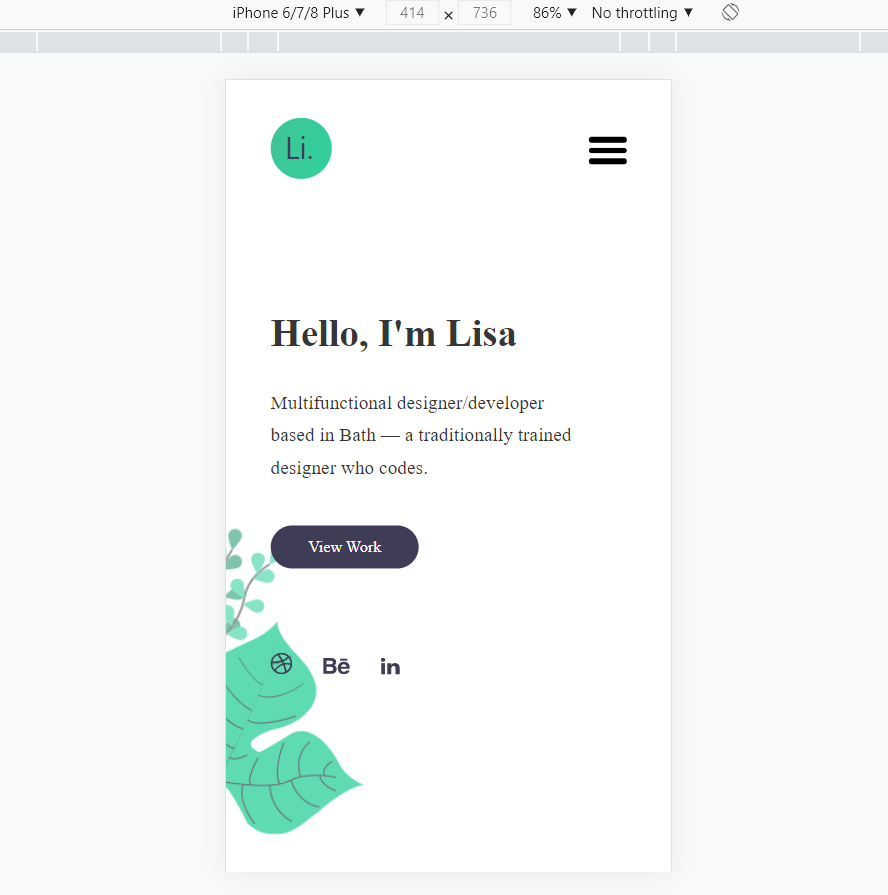 iPhone 6/7/8 Plus ▼ 414 × 736 86% ▼ No throttling ▼
Li.
Hello, I'm Lisa
Multifunctional designer/developer
based in Bath — a traditionally trained
designer who codes.
View Work
Bē in